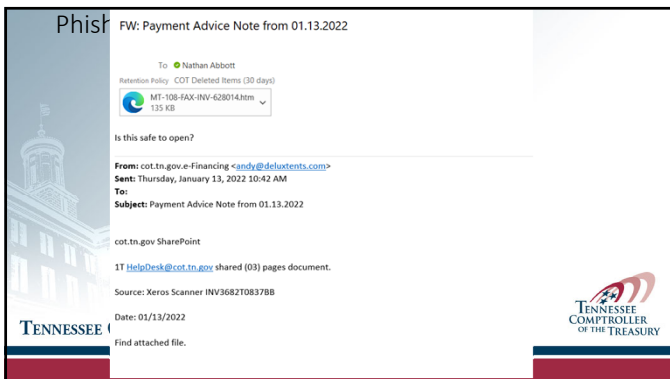 Phish
FW: Payment Advice Note from 01.13.2022
To Nathan Abbott
Retention Policy COT Deleted Items (30 days)
MT-108-FAX-INV-628014.htm
135 KB
Is this safe to open?
From: cot.tn.gov.e-Financing <andy@deluxtents.com>
Sent: Thursday, January 13, 2022 10:42 AM
To:
Subject: Payment Advice Note from 01.13.2022
cot.tn.gov SharePoint
1T HelpDesk@cot.tn.gov shared (03) pages document.
Source: Xeros Scanner INV3682T0837BB
Date: 01/13/2022
Find attached file.
TENNESSEE
TENNESSEE
COMPTROLLER
OF THE TREASURY